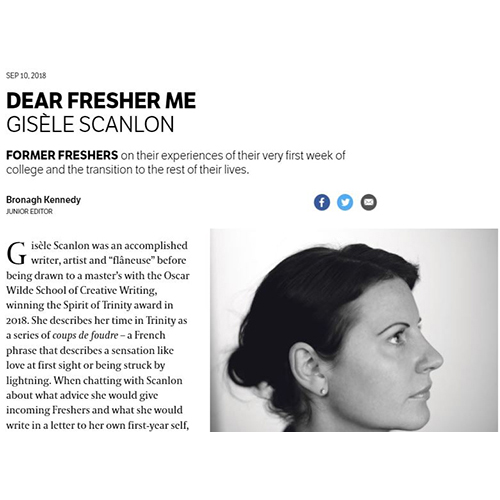 SEP 10, 2018
DEAR FRESHER ME
GISÈLE SCANLON
FORMER FRESHERS on their experiences of their very first week of
college and the transition to the rest of their lives.
Bronagh Kennedy
JUNIOR EDITOR
Gisèle Scanlon was an accomplished
writer, artist and “flâneuse” before
being drawn to a master’s with the Oscar
Wilde School of Creative Writing,
winning the Spirit of Trinity award in
2018. She describes her time in Trinity as
a series of coups de foudre – a French
phrase that describes a sensation like
love at first sight or being struck by
lightning. When chatting with Scanlon
about what advice she would give
incoming Freshers and what she would
write in a letter to her own first-year self,